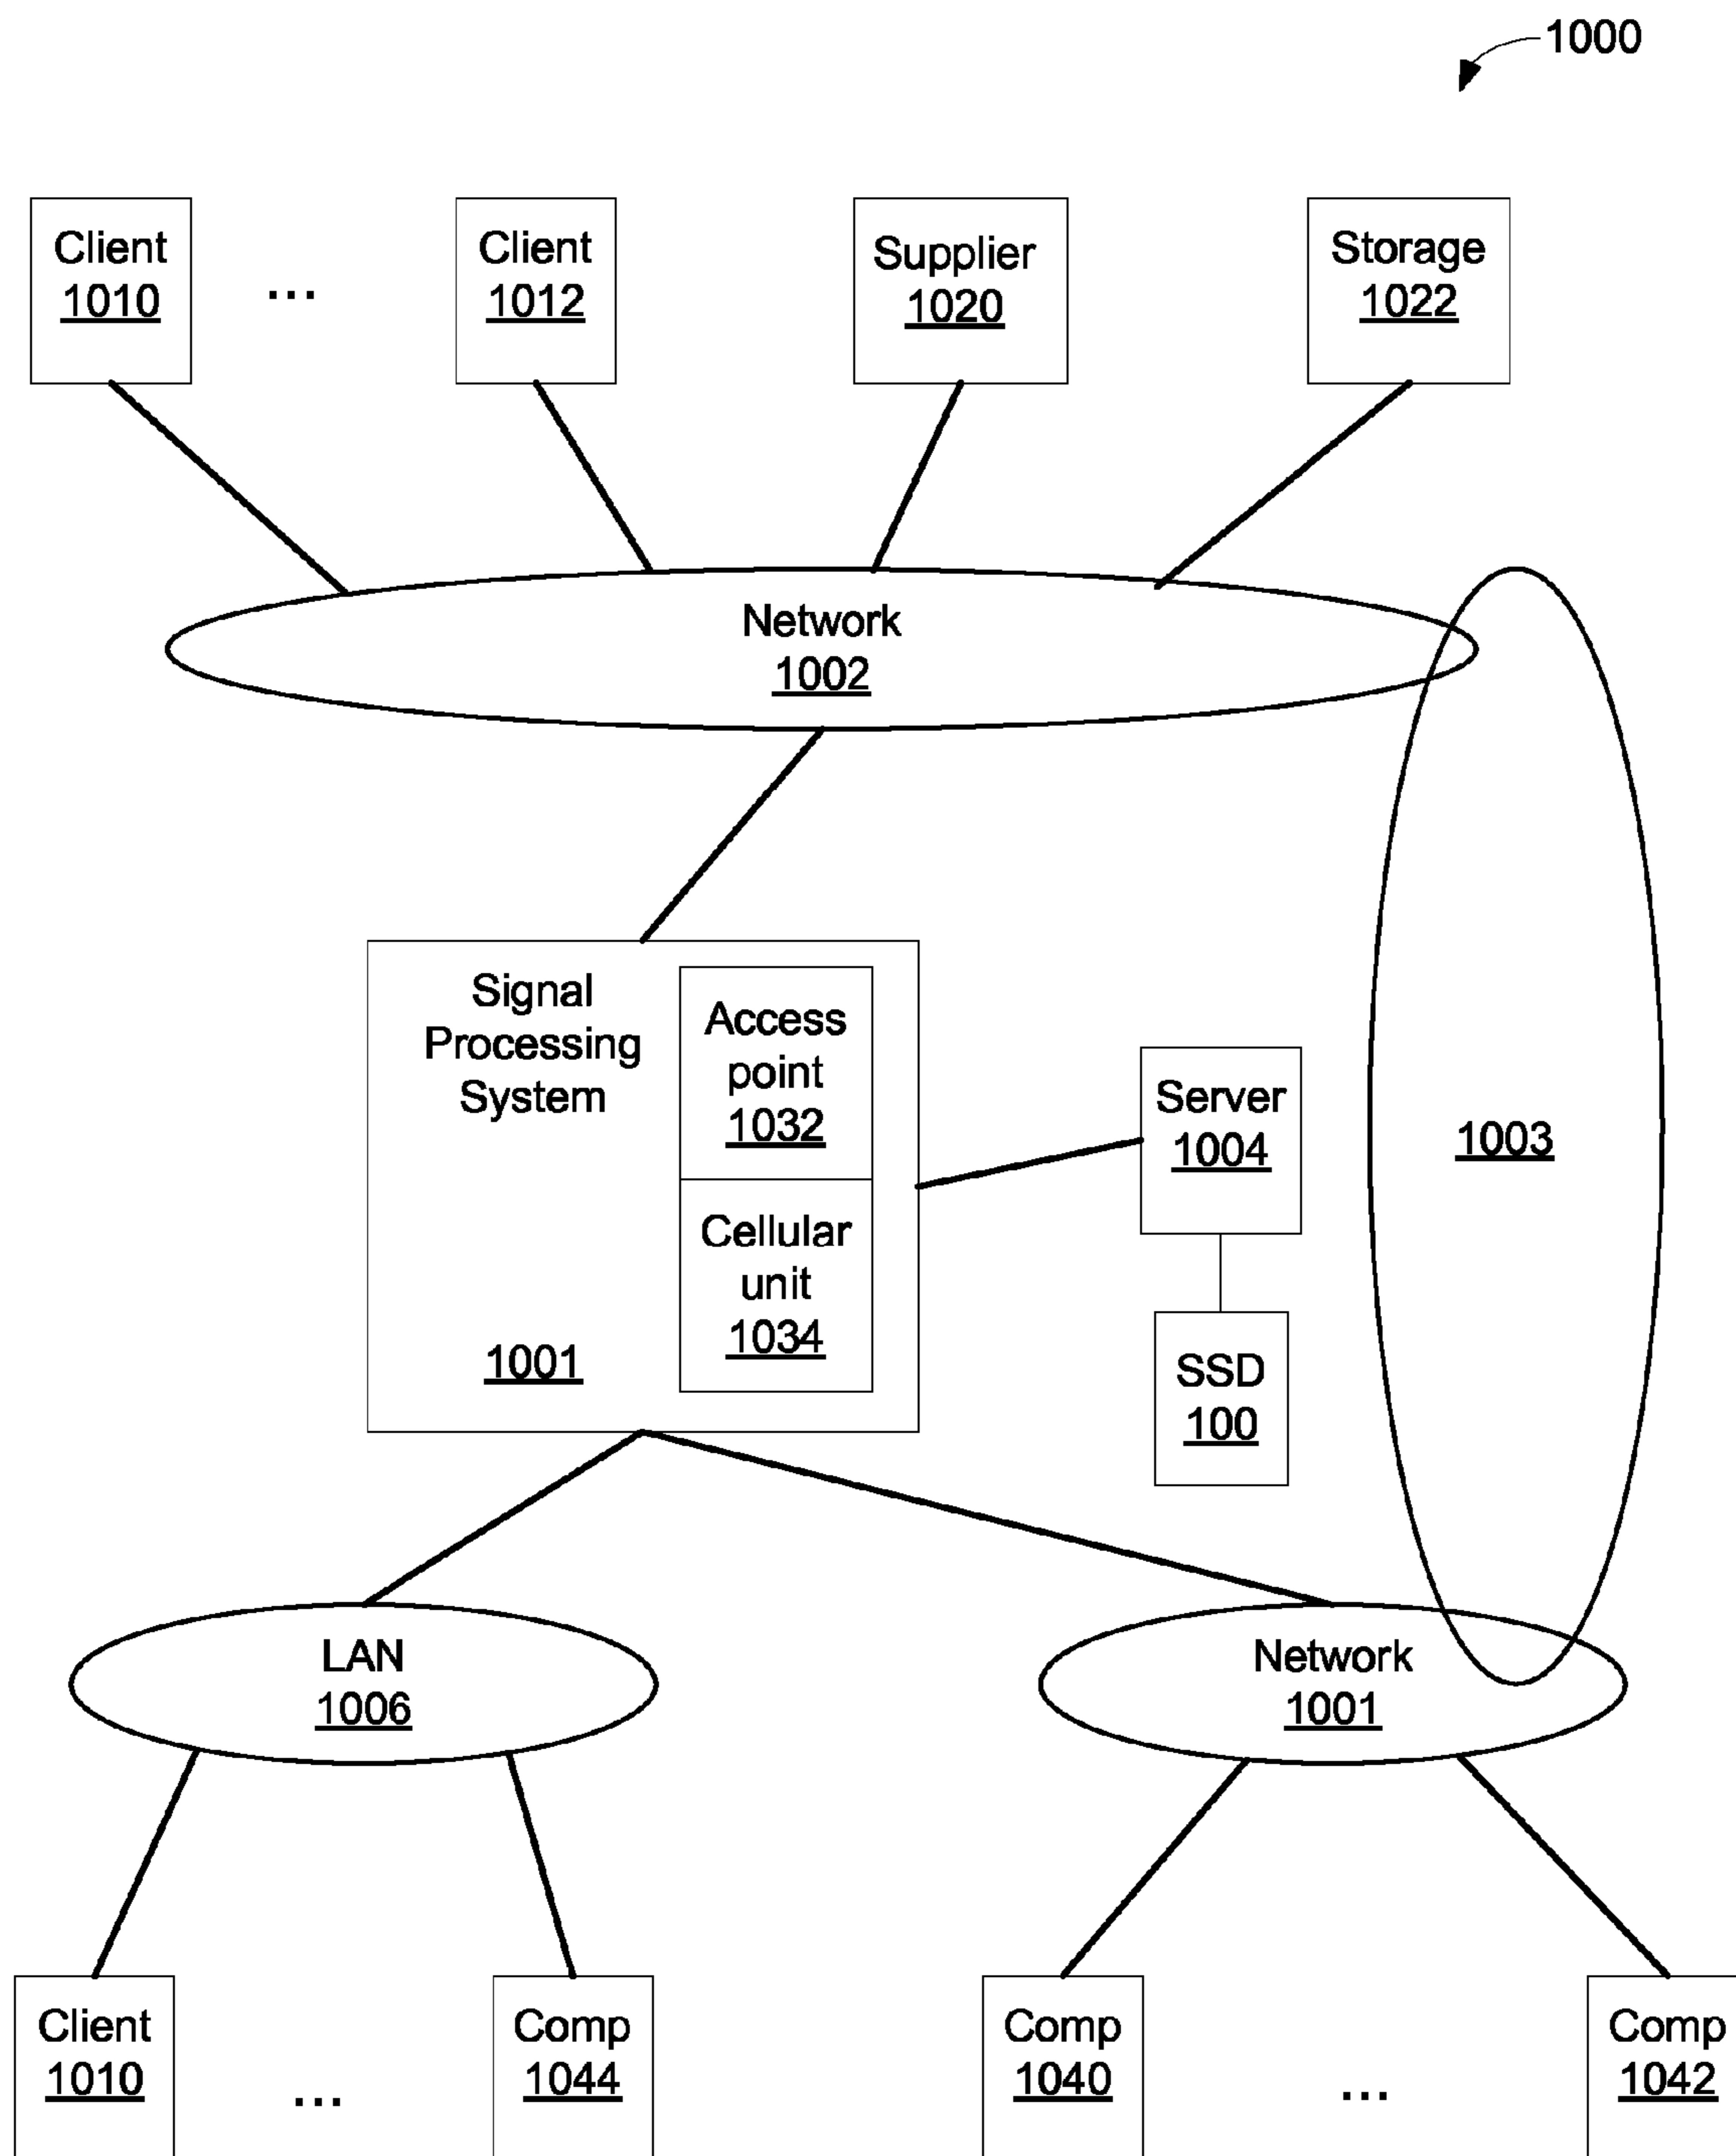 1000
Client
1010
...
Client
1012
Supplier
1020
Storage
1022
Network
1002
Signal
Processing
System
1001
Access
point
1032
Cellular
unit
1034
Server
1004
SSD
100
1003
LAN
1006
Network
1001
Client
1010
...
Comp
1044
Comp
1040
...
Comp
1042